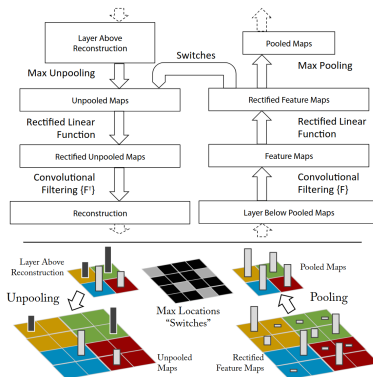 Layer Above
Reconstruction
Pooled Maps
Switches
Max Unpooling
Max Pooling
Unpooled Maps
Rectified Feature Maps
Rectified Linear
Function
Rectified Linear
Function
Rectified Unpooled Maps
Feature Maps
Convolutional
Filtering {Fᵀ}
Convolutional
Filtering {F}
Reconstruction
Layer Below Pooled Maps
Layer Above
Reconstruction
Pooled Maps
Unpooling
Max Locations
“Switches”
Pooling
Unpooled
Maps
Rectified
Feature Maps